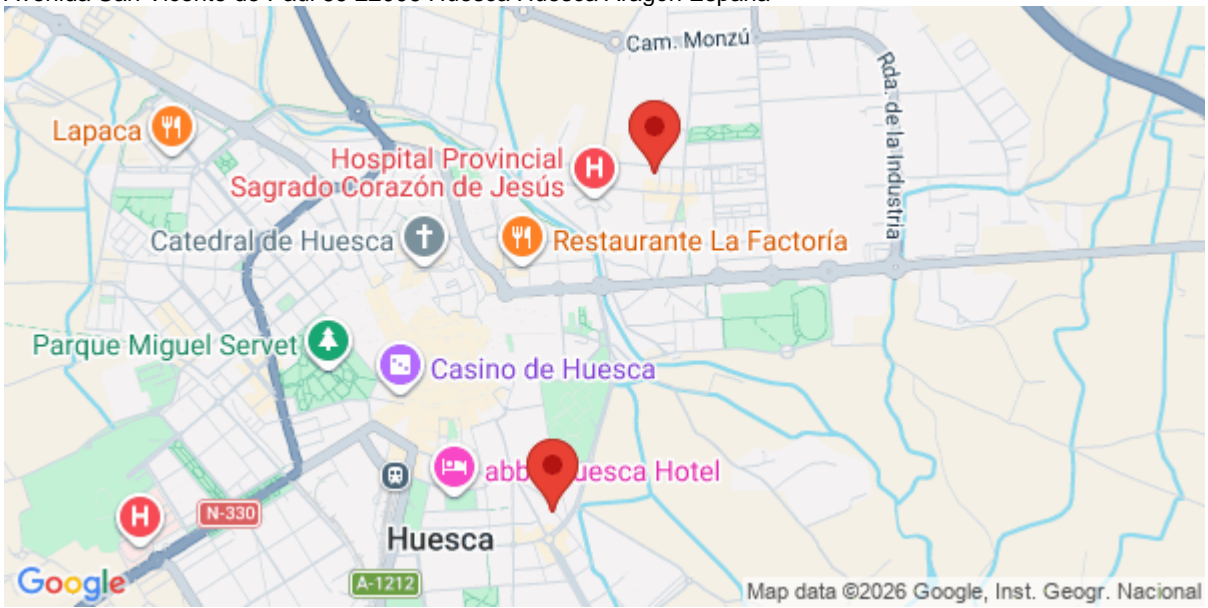 Cam. Monzú
Rda. de la Industria
Lapaca
Hospital Provincial
Sagrado Corazón de Jesús
H
Catedral de Huesca
Restaurante La Factoría
Parque Miguel Servet
Casino de Huesca
Huesca Hotel
H
N-330
Huesca
A-1212
Google
Map data ©2026 Google, Inst. Geogr. Nacional